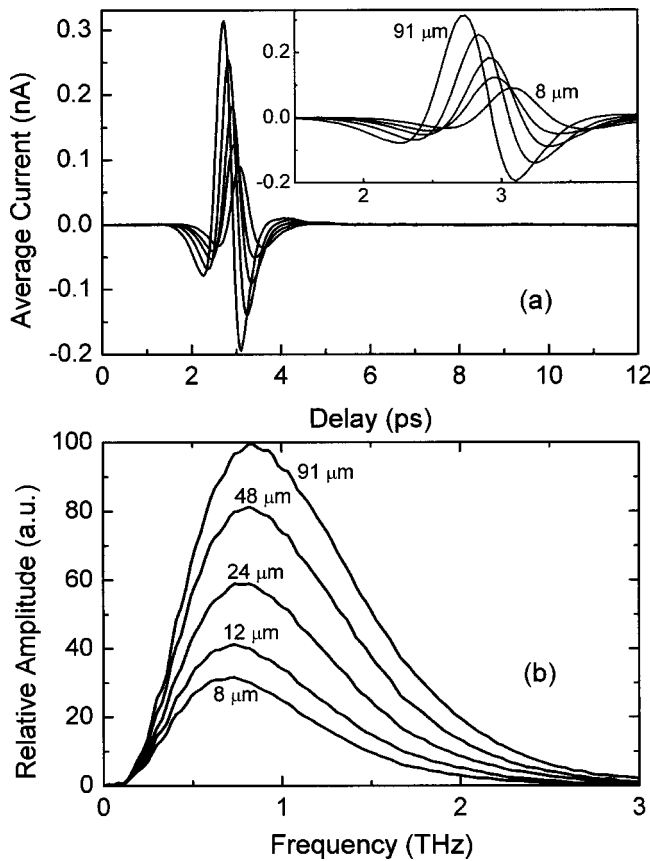 0.3
0.2
0.1
0.0
-0.1
-0.2
Average Current (nA)
91 μm
8 μm
0.2
0.0
-0.2
2
3
(a)
0
2
4
6
8
10
12
Delay (ps)
100
80
60
40
20
0
Relative Amplitude (a.u.)
91 μm
48 μm
24 μm
12 μm
8 μm
(b)
0
1
2
3
Frequency (THz)